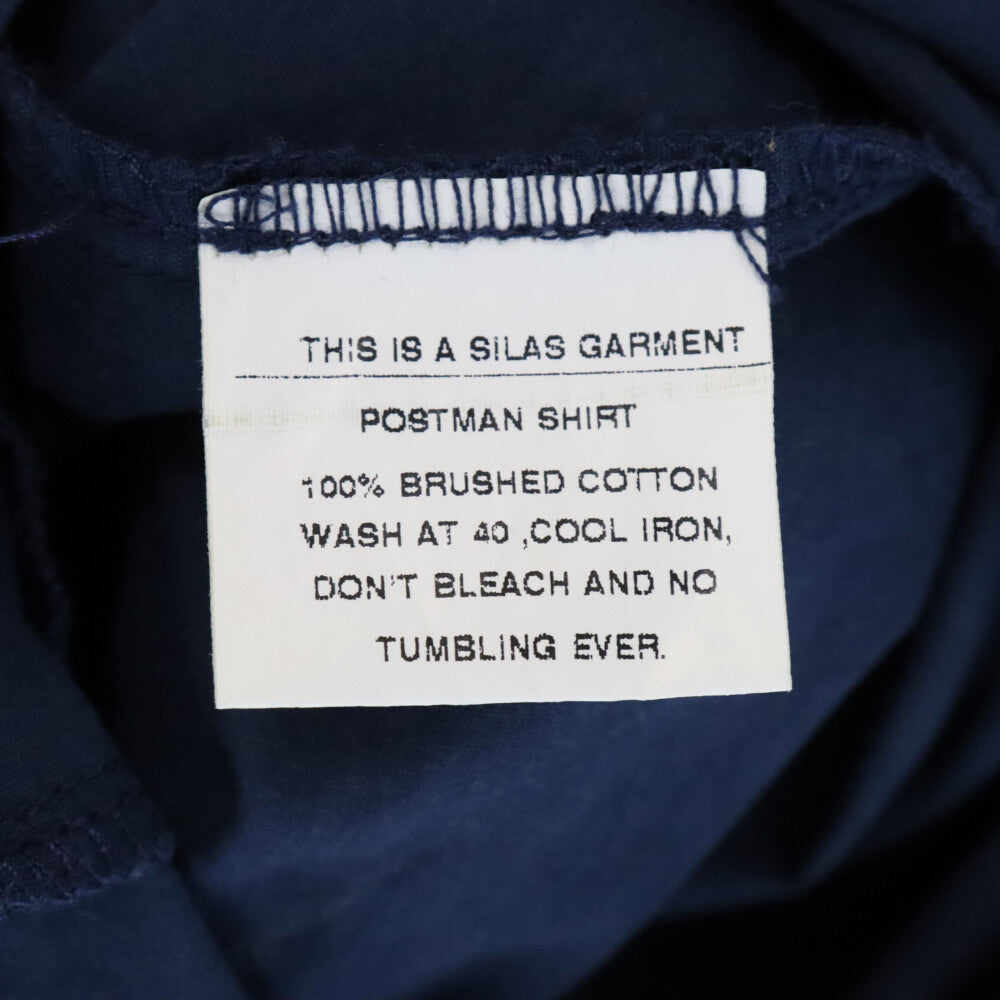 THIS IS A SILAS GARMENT
POSTMAN SHIRT
100% BRUSHED COTTON
WASH AT 40 ,COOL IRON,
DON'T BLEACH AND NO
TUMBLING EVER.